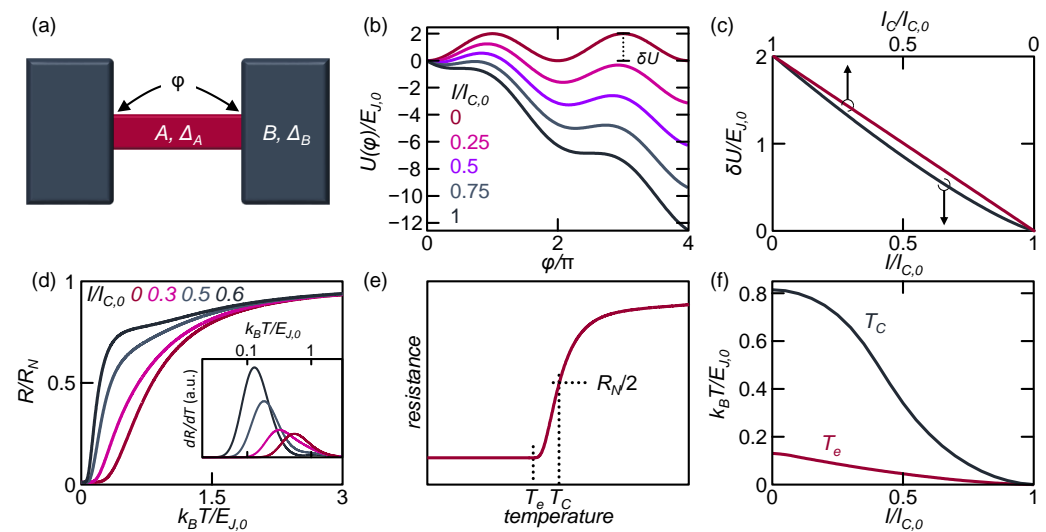 (a)
φ
A, Δ_A
B, Δ_B
(b)
2
0
-2
-4
-6
-8
-10
-12
U(φ)/E_J,0
δU
I/I_C,0
0
0.25
0.5
0.75
1
0
2
4
φ/π
(c)
I_C/I_C,0
1
0.5
0
2
1
0
δU/E_J,0
0
0.5
1
I/I_C,0
(d)
I/I_C,0 0 0.3 0.5 0.6
1
0.5
0
R/R_N
k_BT/E_J,0
0.1
1
dR/dT (a.u.)
0
1.5
3
k_BT/E_J,0
(e)
resistance
R_N/2
T_e
T_C
temperature
(f)
0.8
0.4
0.2
0
k_BT/E_J,0
T_C
T_e
0
0.5
1
I/I_C,0